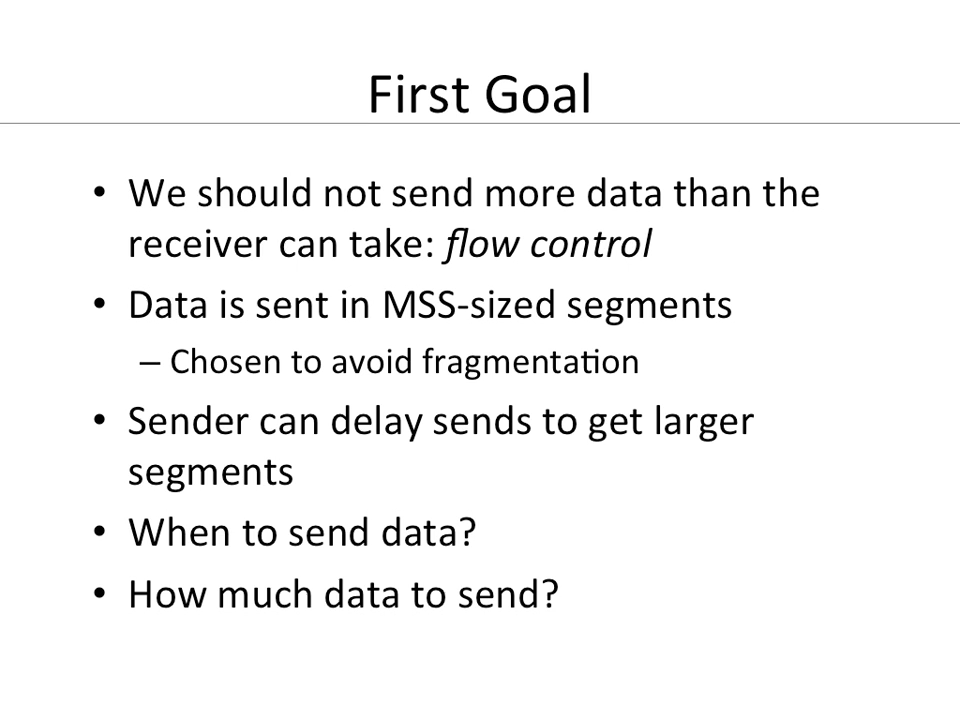 First Goal
• We should not send more data than the
receiver can take: flow control
• Data is sent in MSS-sized segments
– Chosen to avoid fragmentation
• Sender can delay sends to get larger
segments
• When to send data?
• How much data to send?